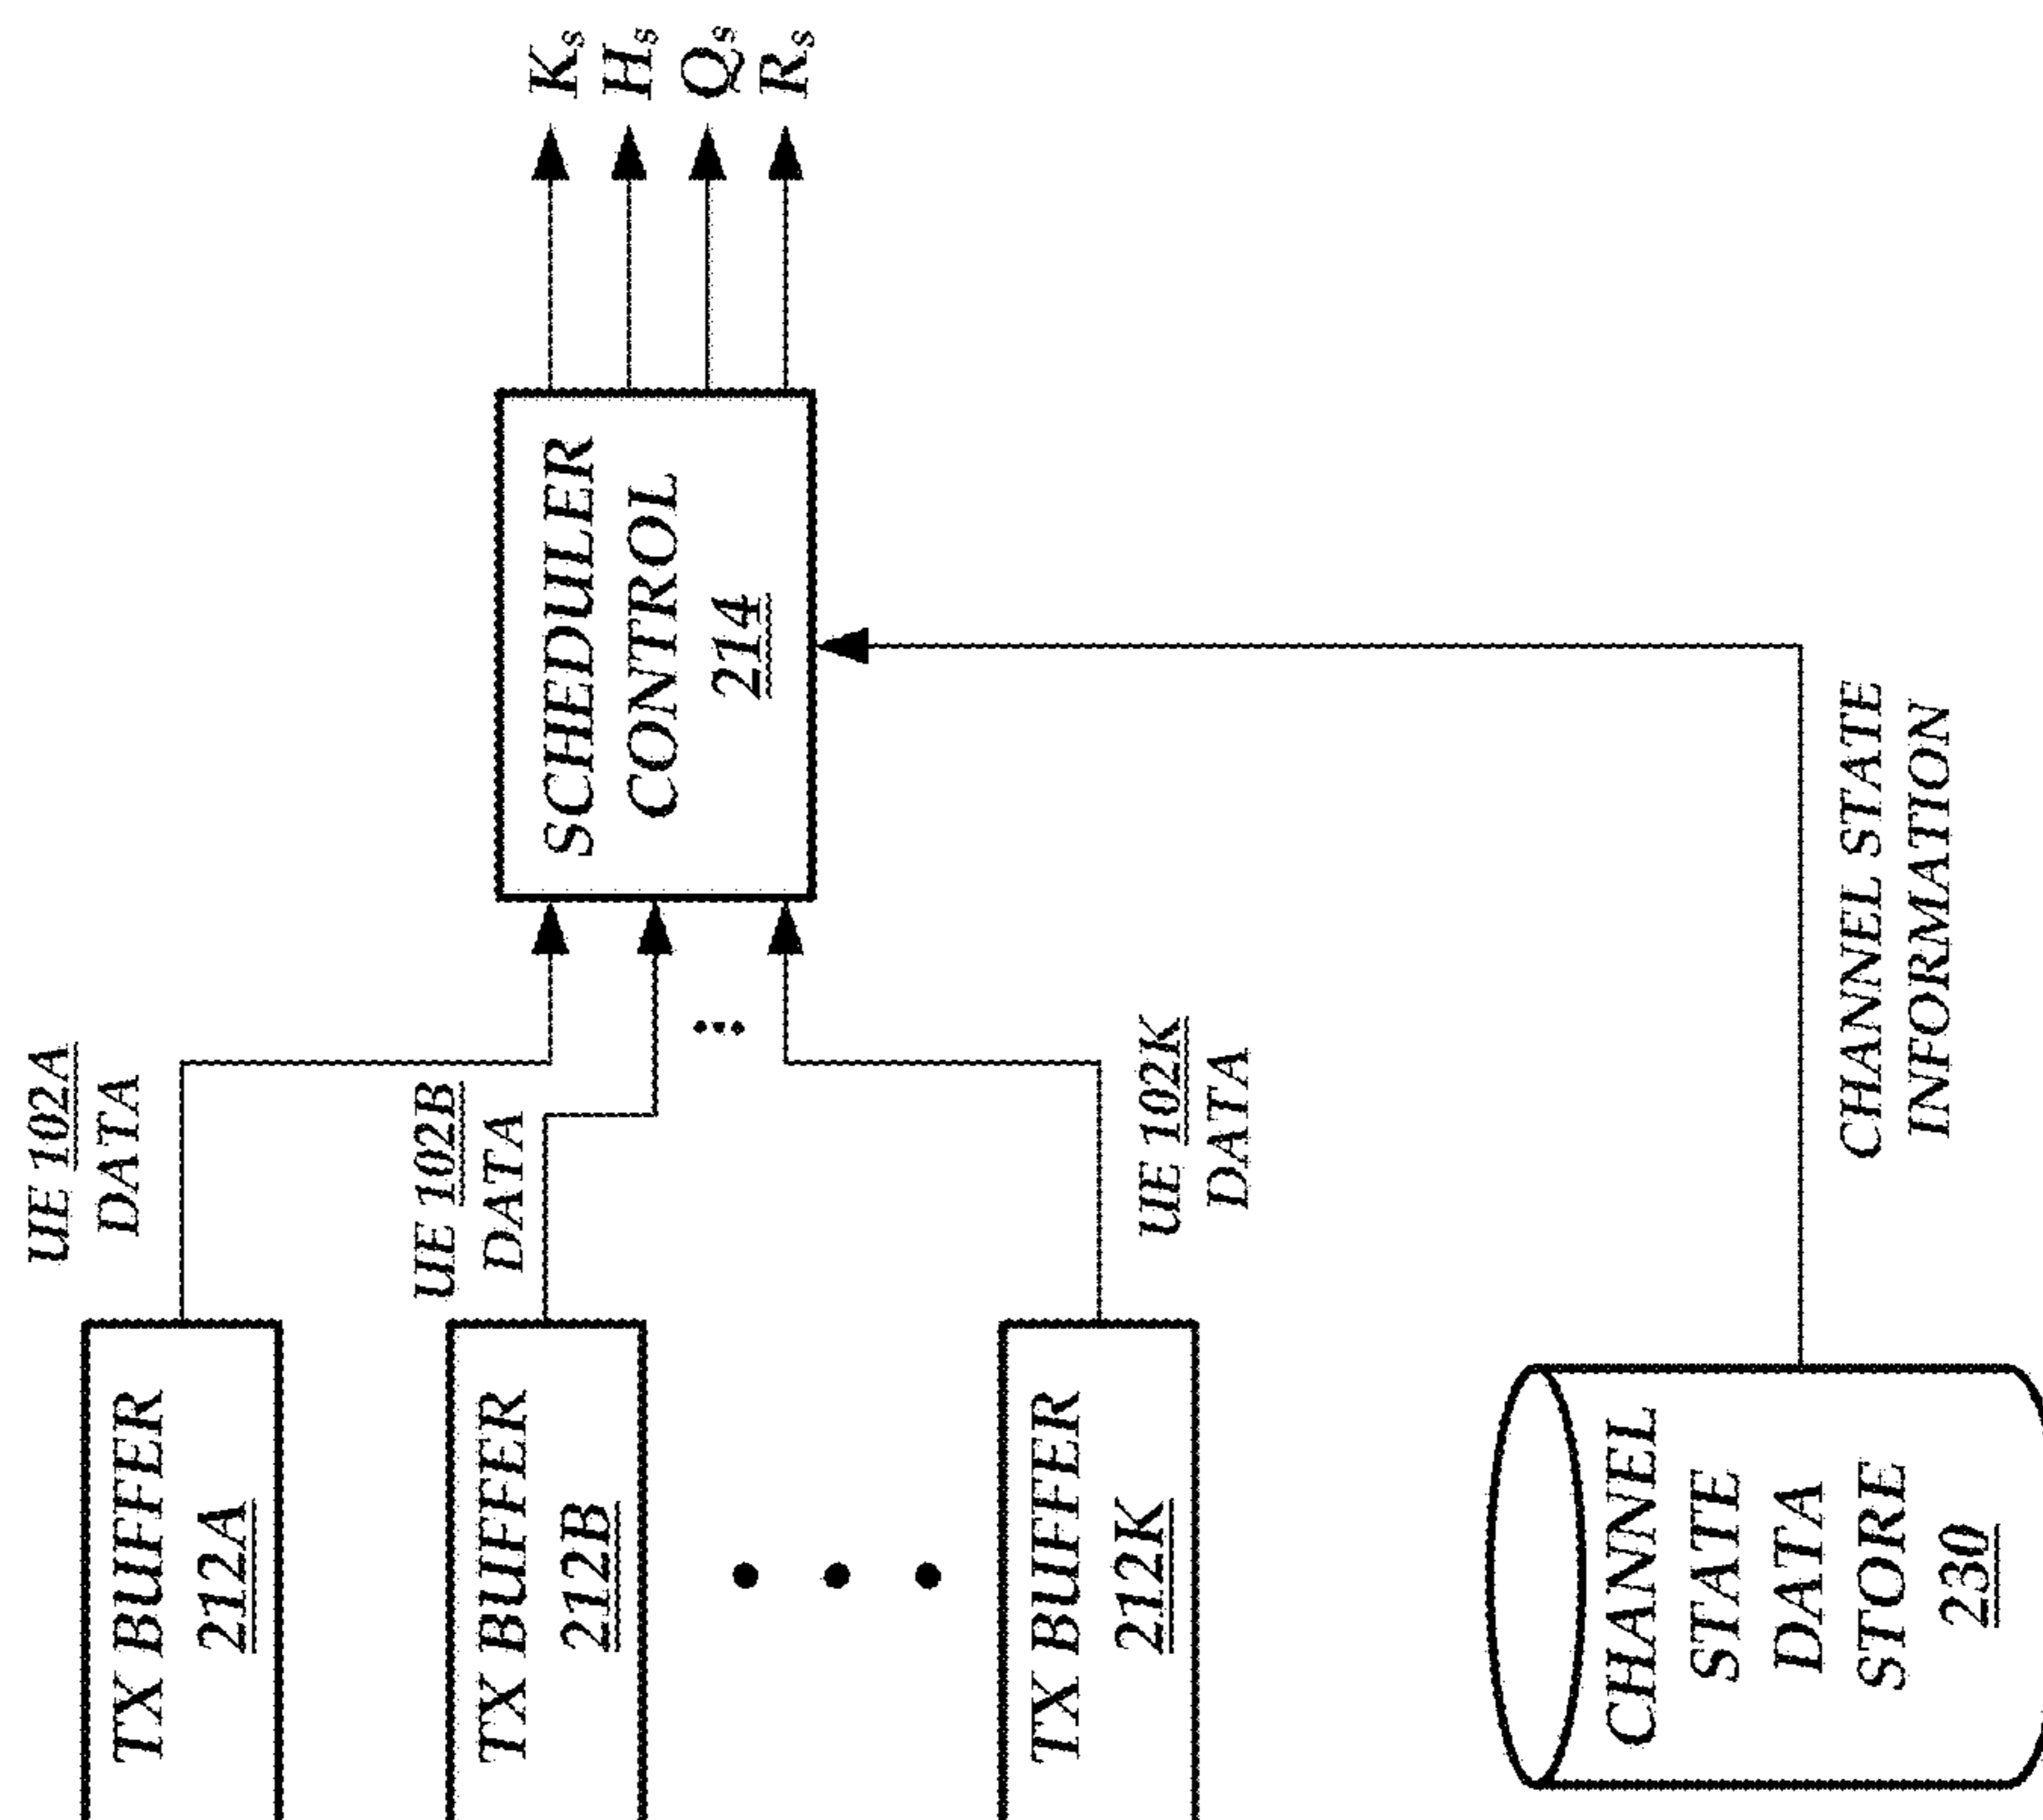 TX BUFFER
212A
UE 102A
DATA
TX BUFFER
212B
UE 102B
DATA
TX BUFFER
212K
UE 102K
DATA
SCHEDULER
CONTROL
214
Ks
Hs
Qs
Rs
CHANNEL
STATE
DATA
STORE
230
CHANNEL STATE
INFORMATION